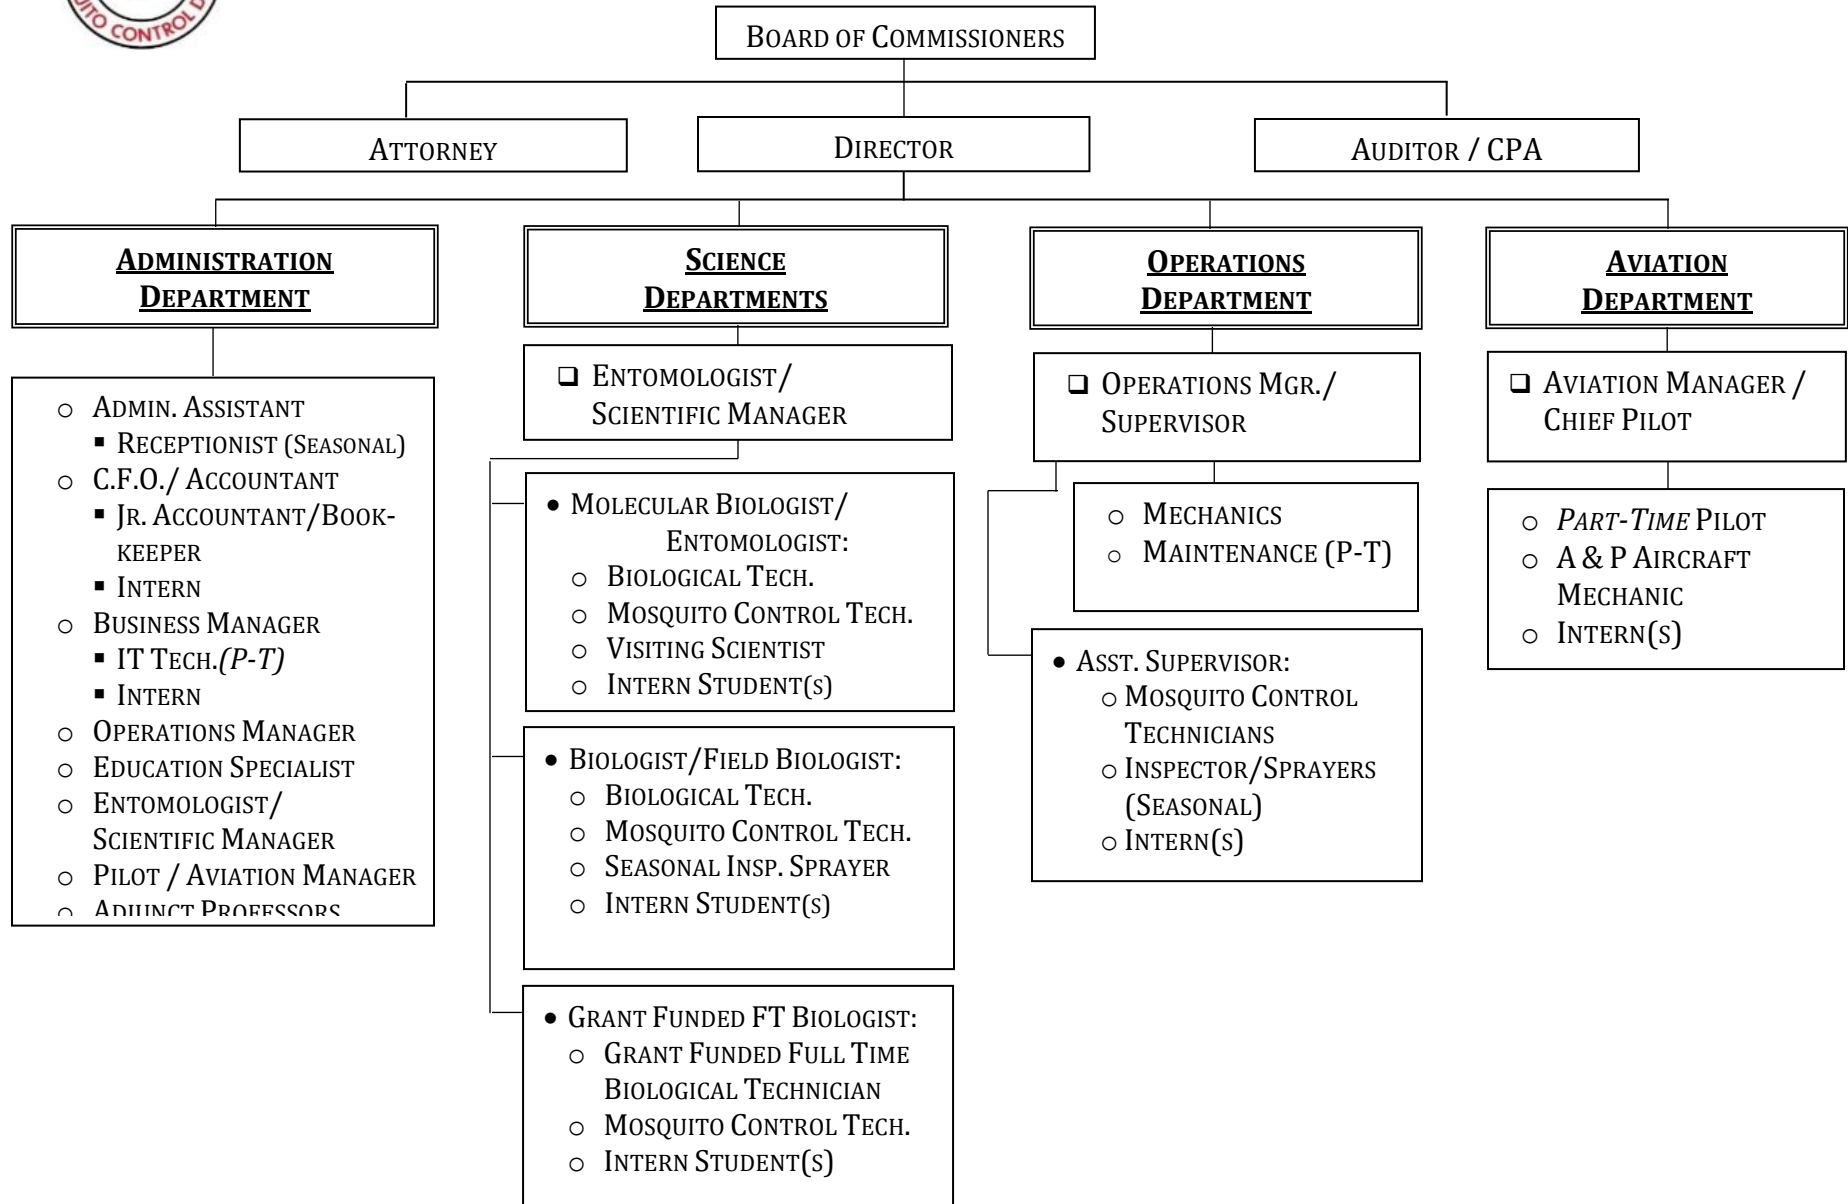 UITO CONTROL D
BOARD OF COMMISSIONERS
ATTORNEY
DIRECTOR
AUDITOR / CPA
ADMINISTRATION
DEPARTMENT
○ ADMIN. ASSISTANT
▪ RECEPTIONIST (SEASONAL)
○ C.F.O./ ACCOUNTANT
▪ JR. ACCOUNTANT/BOOK-
KEEPER
▪ INTERN
○ BUSINESS MANAGER
▪ IT TECH.(P-T)
▪ INTERN
○ OPERATIONS MANAGER
○ EDUCATION SPECIALIST
○ ENTOMOLOGIST/
SCIENTIFIC MANAGER
○ PILOT / AVIATION MANAGER
○ ADJUNCT PROFESSORS
SCIENCE
DEPARTMENTS
❑ ENTOMOLOGIST/
SCIENTIFIC MANAGER
• MOLECULAR BIOLOGIST/
ENTOMOLOGIST:
○ BIOLOGICAL TECH.
○ MOSQUITO CONTROL TECH.
○ VISITING SCIENTIST
○ INTERN STUDENT(S)
• BIOLOGIST/FIELD BIOLOGIST:
○ BIOLOGICAL TECH.
○ MOSQUITO CONTROL TECH.
○ SEASONAL INSP. SPRAYER
○ INTERN STUDENT(S)
• GRANT FUNDED FT BIOLOGIST:
○ GRANT FUNDED FULL TIME
BIOLOGICAL TECHNICIAN
○ MOSQUITO CONTROL TECH.
○ INTERN STUDENT(S)
OPERATIONS
DEPARTMENT
❑ OPERATIONS MGR./
SUPERVISOR
○ MECHANICS
○ MAINTENANCE (P-T)
• ASST. SUPERVISOR:
○ MOSQUITO CONTROL
TECHNICIANS
○ INSPECTOR/SPRAYERS
(SEASONAL)
○ INTERN(S)
AVIATION
DEPARTMENT
❑ AVIATION MANAGER /
CHIEF PILOT
○ PART-TIME PILOT
○ A & P AIRCRAFT
MECHANIC
○ INTERN(S)